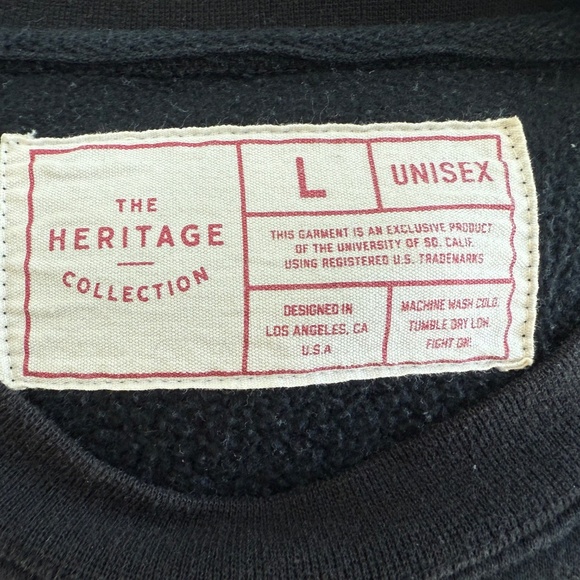 THE
HERITAGE
COLLECTION
L
UNISEX
THIS GARMENT IS AN EXCLUSIVE PRODUCT
OF THE UNIVERSITY OF SO. CALIF.
USING REGISTERED U.S. TRADEMARKS
DESIGNED IN
LOS ANGELES, CA
U.S.A
MACHINE WASH COLD.
TUMBLE DRY LOW.
FIGHT ON!